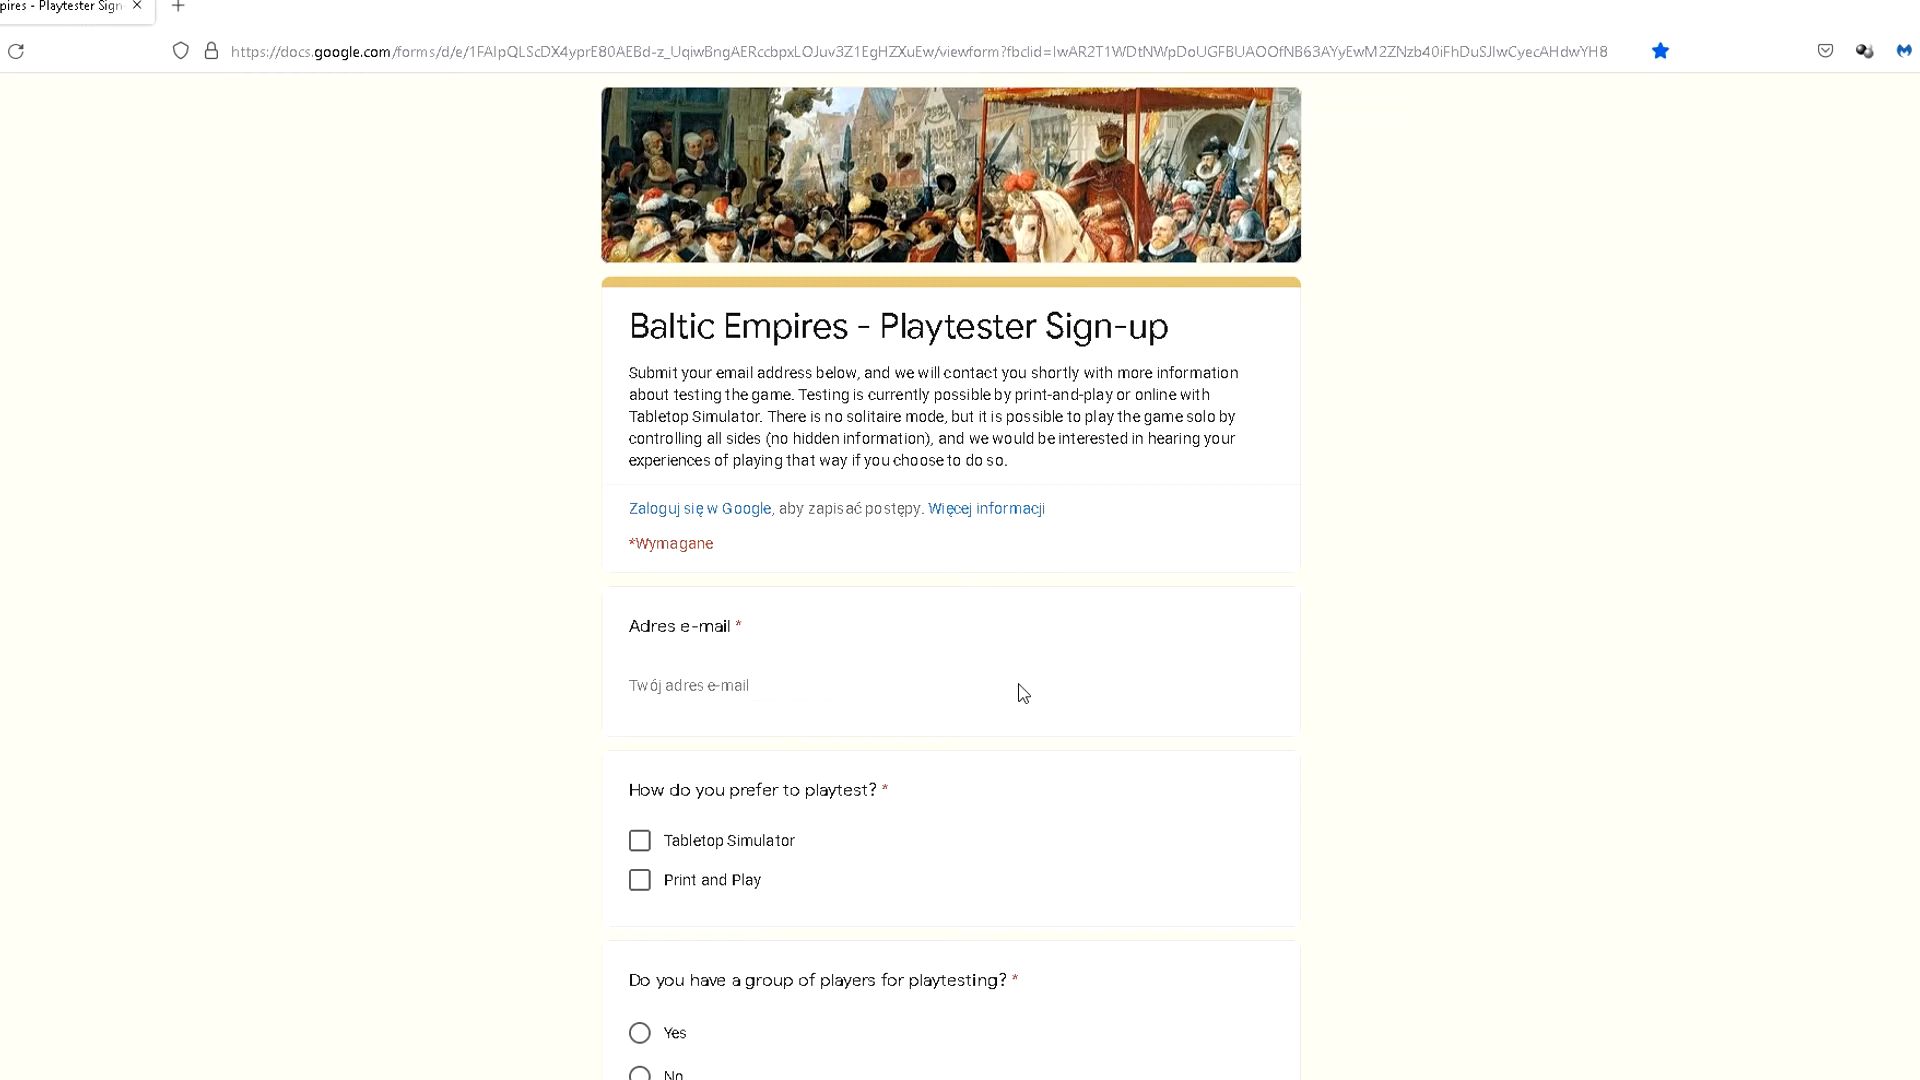 pires - Playtester Sign-
https://docs.google.com/forms/d/e/1FAIpQLScDX4yprE80AEBd-z_UqiwBngAERccbpxLOJuv3Z1EgHZXuEw/viewform?fbclid=IwAR2T1WDtNWpDoUGFBUAOOfNB63AYyEwM2ZNzb40iFhDuSJIwCyecAHdwYH8
Baltic Empires - Playtester Sign-up
Submit your email address below, and we will contact you shortly with more information
about testing the game. Testing is currently possible by print-and-play or online with
Tabletop Simulator. There is no solitaire mode, but it is possible to play the game solo by
controlling all sides (no hidden information), and we would be interested in hearing your
experiences of playing that way if you choose to do so.
Zaloguj się w Google, aby zapisać postępy. Więcej informacji
*Wymagane
Adres e-mail *
Twój adres e-mail
How do you prefer to playtest? *
Tabletop Simulator
Print and Play
Do you have a group of players for playtesting? *
Yes
No